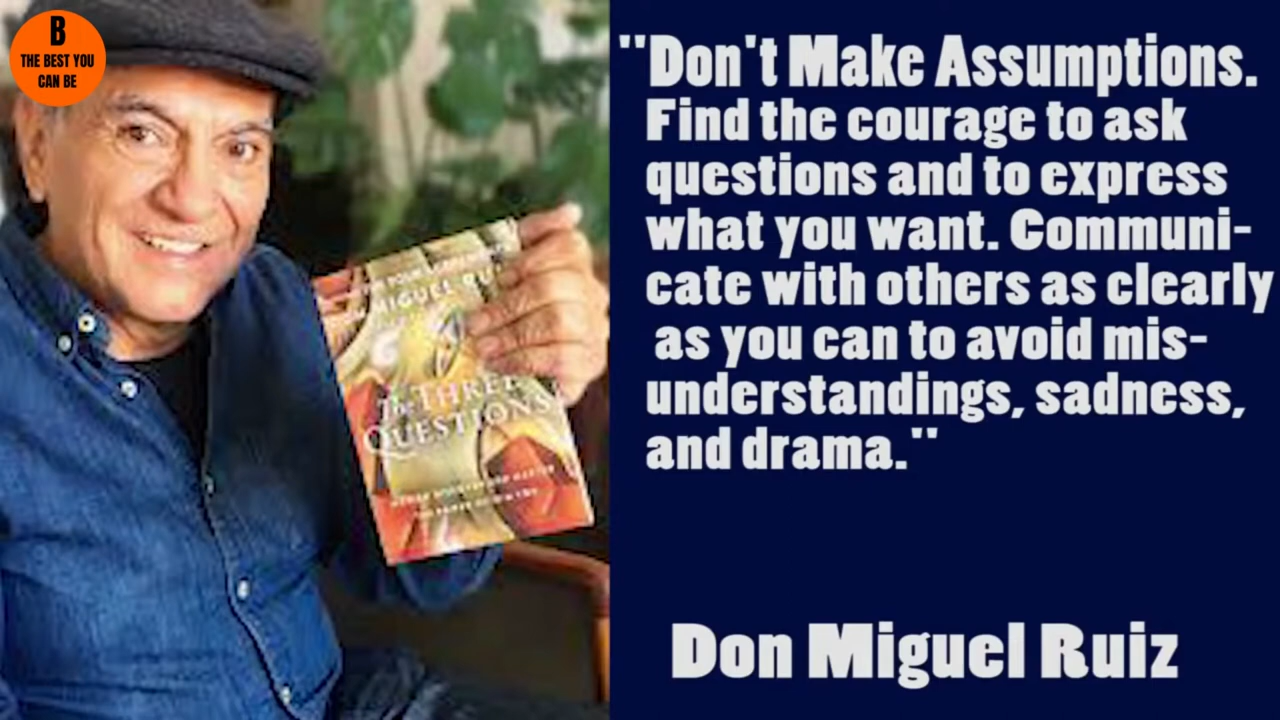 B
THE BEST YOU
CAN BE
"Don't Make Assumptions.
Find the courage to ask
questions and to express
what you want. Communi-
cate with others as clearly
as you can to avoid mis-
understandings, sadness,
and drama."
Don Miguel Ruiz
MIGUEL RU
The THREE
QUESTIONS